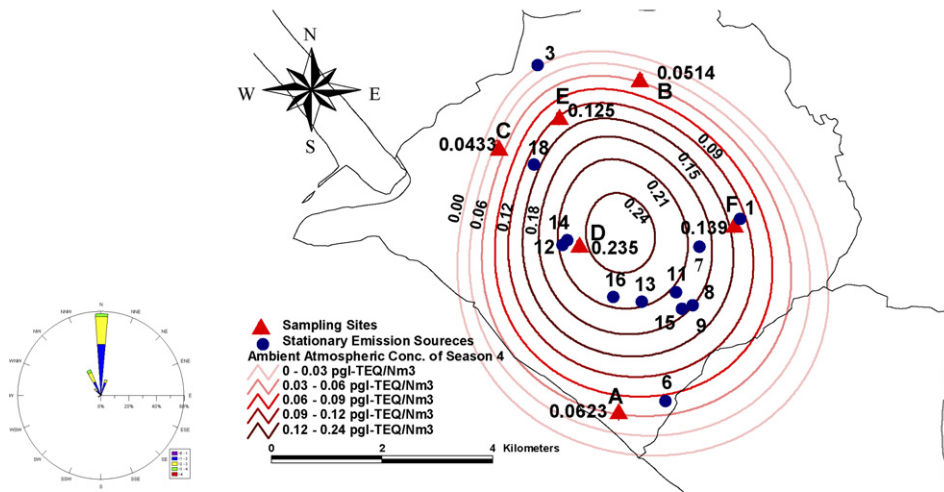 N
W
E
S
3
0.0514
B
E
0.125
C
0.0433
18
0.09
0.15
0.21
0.24
0.00
0.06
0.12
0.18
F
1
0.139
7
14
12
D
0.235
16
13
11
8
15
9
6
A
0.0623
Sampling Sites
Stationary Emission Soureces
Ambient Atmospheric Conc. of Season 4
0 - 0.03 pgI-TEQ/Nm3
0.03 - 0.06 pgI-TEQ/Nm3
0.06 - 0.09 pgI-TEQ/Nm3
0.09 - 0.12 pgI-TEQ/Nm3
0.12 - 0.24 pgI-TEQ/Nm3
0 2 4 Kilometers
N
NNW
NNE
NW
NE
WNW
ENE
W
E
0%
20%
40%
60%
WSW
ESE
SW
SE
SSW
SSE
S